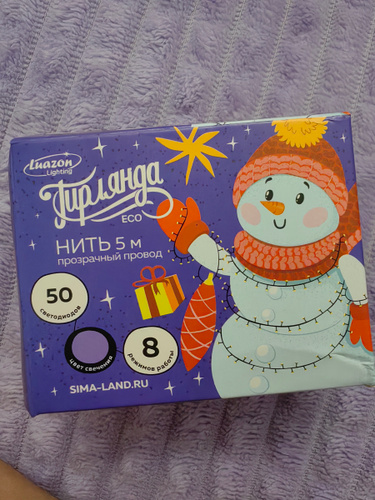 Luazon
Lighting
Гирлянда
ECO
НИТЬ 5 м
прозрачный провод
50
светодиодов
цвет свечения
8
режимов работы
SIMA-LAND.RU